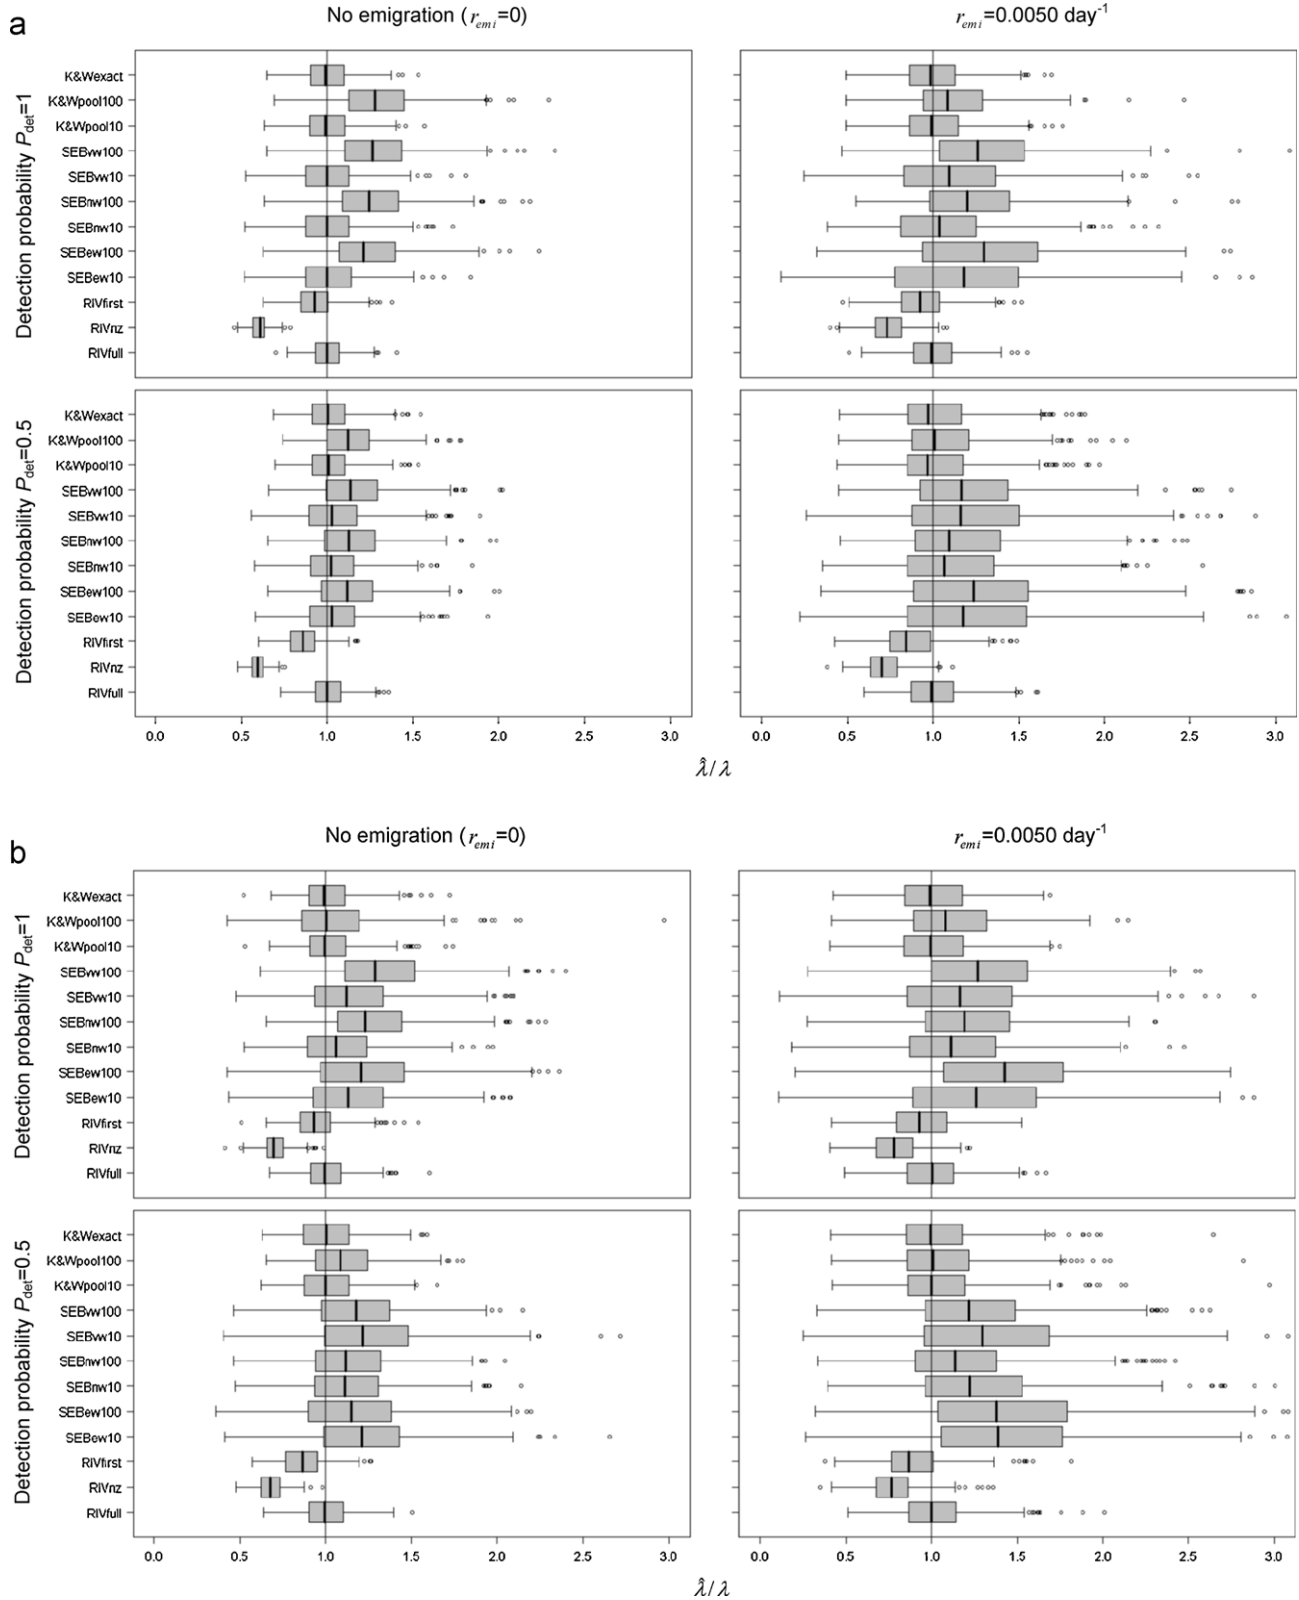 a
No emigration (r_emi=0)
r_emi=0.0050 day⁻¹
Detection probability P_det=1
K&Wexact
K&Wpool100
K&Wpool10
SEBvw100
SEBvw10
SEBnw100
SEBnw10
SEBew100
SEBew10
RIVfirst
RIVnz
RIVfull
Detection probability P_det=0.5
K&Wexact
K&Wpool100
K&Wpool10
SEBvw100
SEBvw10
SEBnw100
SEBnw10
SEBew100
SEBew10
RIVfirst
RIVnz
RIVfull
0.0 0.5 1.0 1.5 2.0 2.5 3.0 0.0 0.5 1.0 1.5 2.0 2.5 3.0
λ̂/λ
b
No emigration (r_emi=0)
r_emi=0.0050 day⁻¹
Detection probability P_det=1
K&Wexact
K&Wpool100
K&Wpool10
SEBvw100
SEBvw10
SEBnw100
SEBnw10
SEBew100
SEBew10
RIVfirst
RIVnz
RIVfull
Detection probability P_det=0.5
K&Wexact
K&Wpool100
K&Wpool10
SEBvw100
SEBvw10
SEBnw100
SEBnw10
SEBew100
SEBew10
RIVfirst
RIVnz
RIVfull
0.0 0.5 1.0 1.5 2.0 2.5 3.0 0.0 0.5 1.0 1.5 2.0 2.5 3.0
λ̂/λ